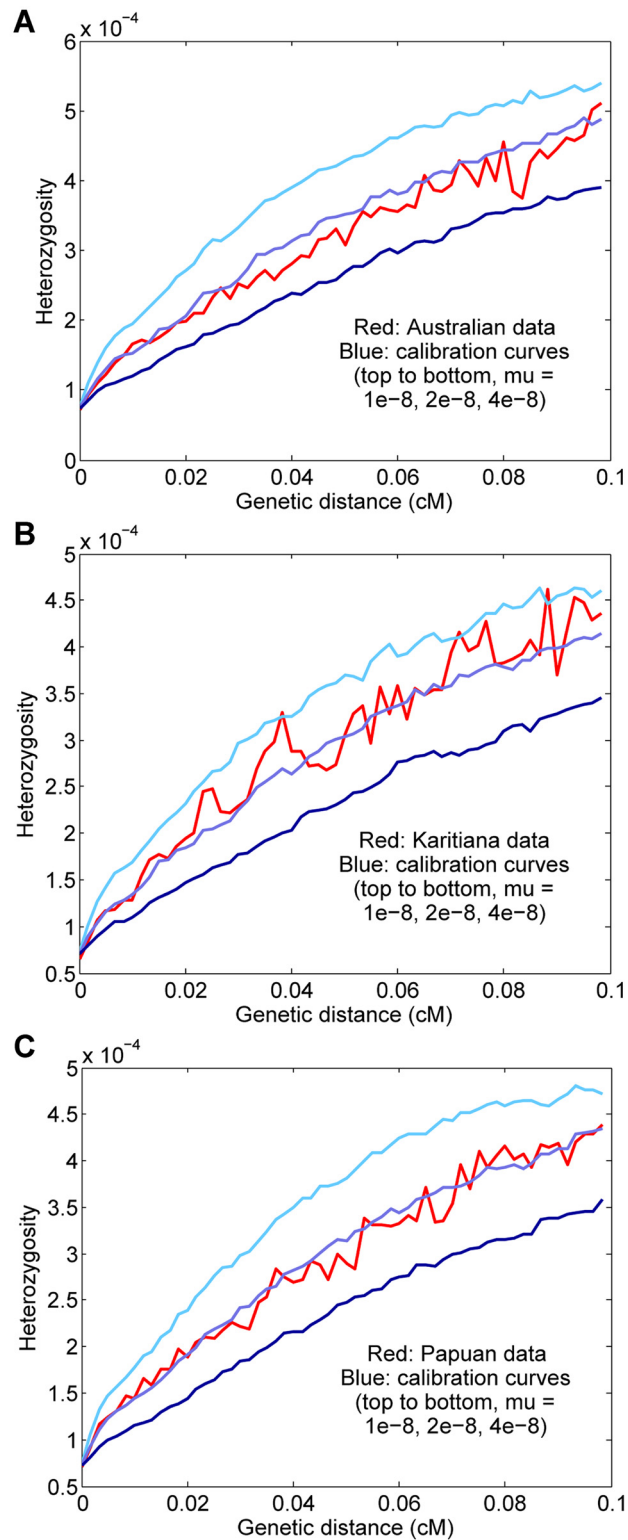 A
x 10−4
6
5
4
3
2
1
0
Heterozygosity
Red: Australian data
Blue: calibration curves
(top to bottom, mu =
1e−8, 2e−8, 4e−8)
0 0.02 0.04 0.06 0.08 0.1
Genetic distance (cM)
B
x 10−4
5
4.5
4
3.5
3
2.5
2
1.5
1
0.5
Heterozygosity
Red: Karitiana data
Blue: calibration curves
(top to bottom, mu =
1e−8, 2e−8, 4e−8)
0 0.02 0.04 0.06 0.08 0.1
Genetic distance (cM)
C
x 10−4
5
4.5
4
3.5
3
2.5
2
1.5
1
0.5
Heterozygosity
Red: Papuan data
Blue: calibration curves
(top to bottom, mu =
1e−8, 2e−8, 4e−8)
0 0.02 0.04 0.06 0.08 0.1
Genetic distance (cM)